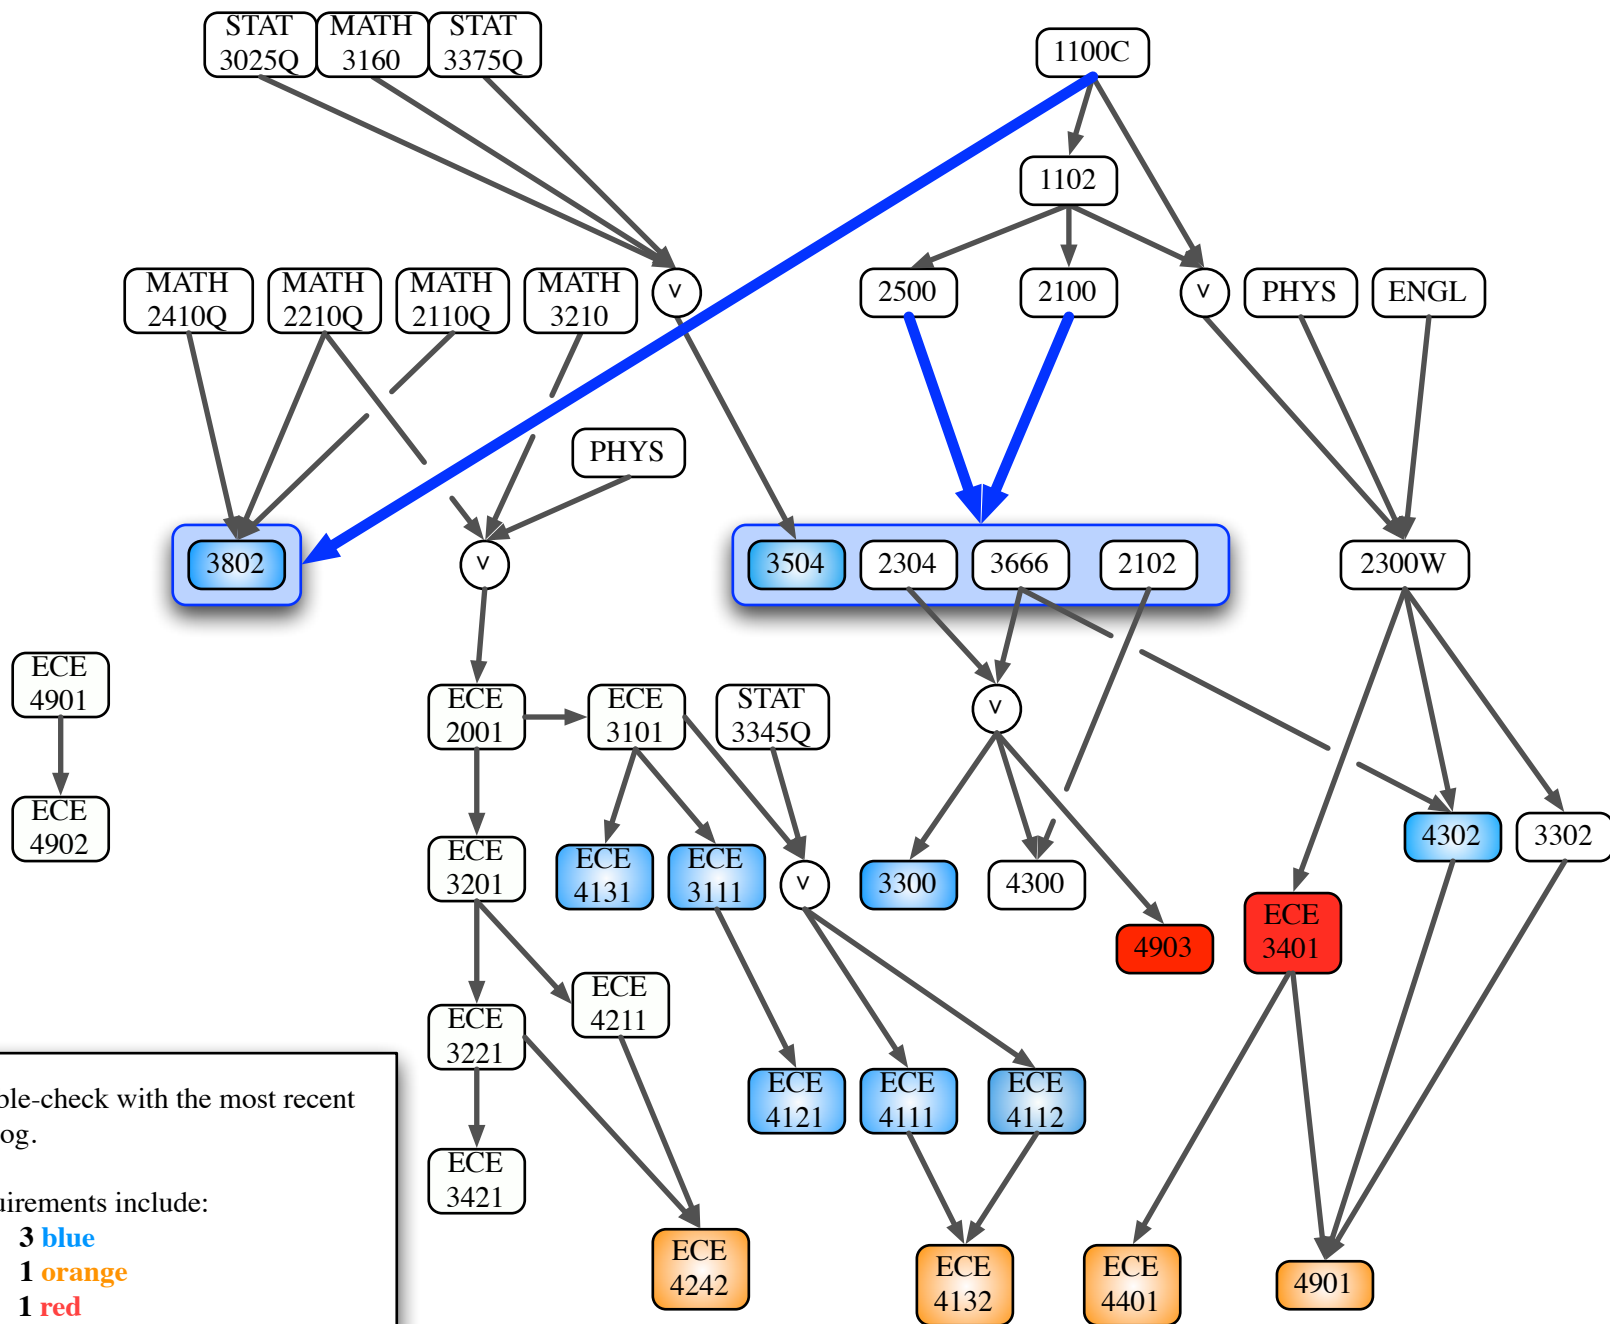 STAT
3025Q
MATH
3160
STAT
3375Q
1100C
1102
MATH
2410Q
MATH
2210Q
MATH
2110Q
MATH
3210
v
2500
2100
v
PHYS
ENGL
PHYS
3802
v
3504
2304
3666
2102
2300W
ECE
4901
ECE
2001
ECE
3101
STAT
3345Q
v
ECE
4902
ECE
3201
ECE
4131
ECE
3111
v
3300
4300
4302
3302
4903
ECE
3401
ECE
3221
ECE
4211
ECE
4121
ECE
4111
ECE
4112
ECE
3421
ECE
4242
ECE
4132
ECE
4401
4901
ble-check with the most recent
og.
uirements include:
3 blue
1 orange
1 red